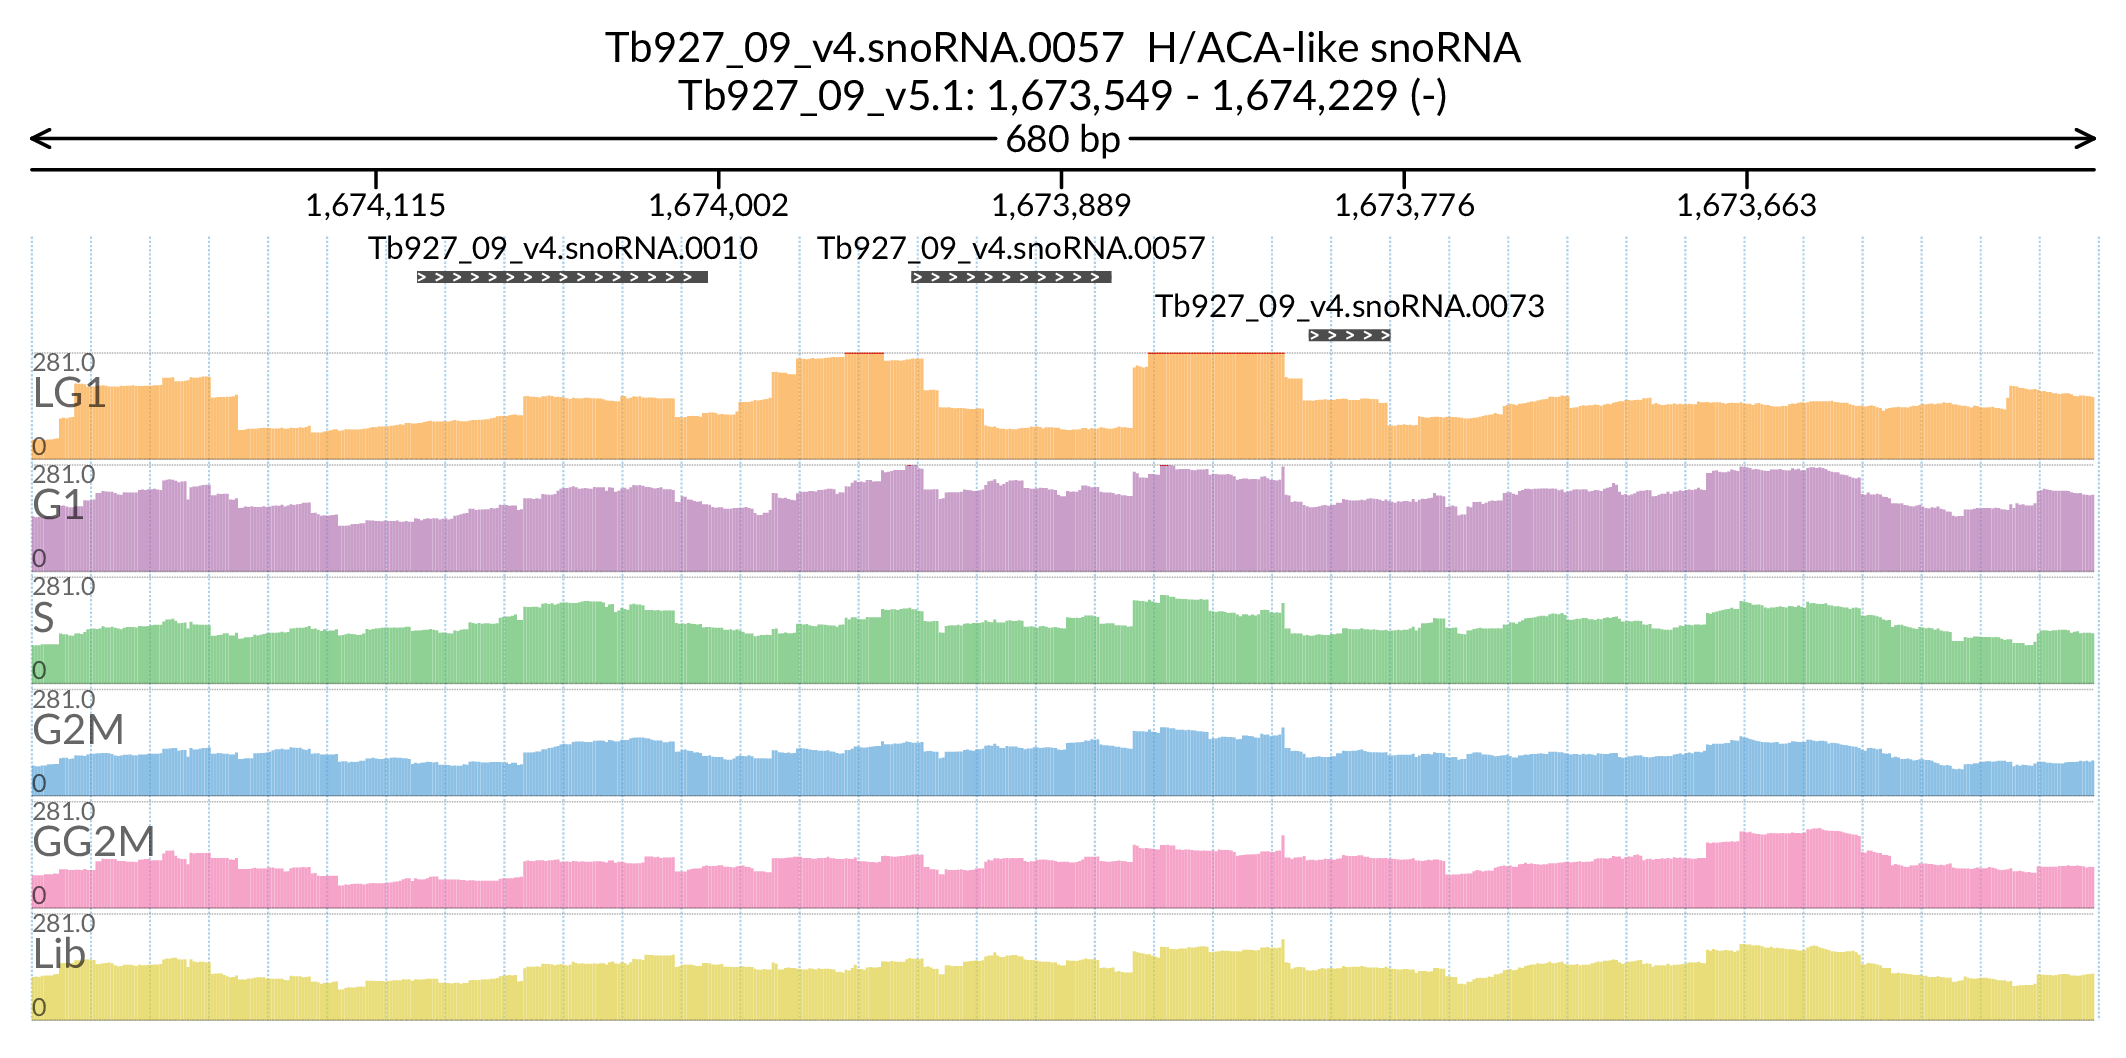 Tb927_09_v4.snoRNA.0057 H/ACA-like snoRNA
Tb927_09_v5.1: 1,673,549 - 1,674,229 (-)
680 bp
1,674,115 1,674,002 1,673,889 1,673,776 1,673,663
Tb927_09_v4.snoRNA.0010 Tb927_09_v4.snoRNA.0057
Tb927_09_v4.snoRNA.0073
281.0
LG1
0
281.0
G1
0
281.0
S
0
281.0
G2M
0
281.0
GG2M
0
281.0
Lib
0